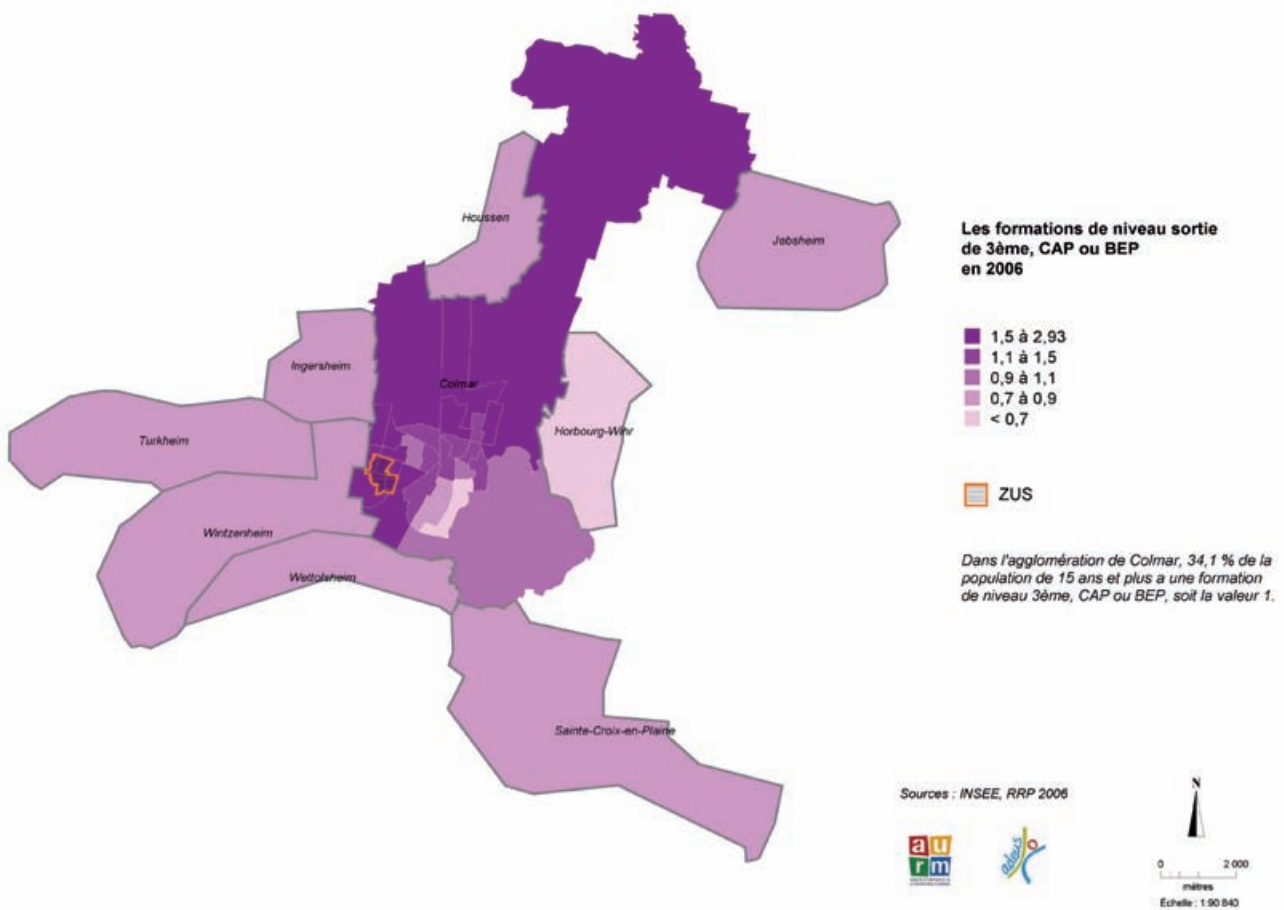 Houssen
Jebsheim
Ingersheim
Colmar
Turkheim
Horbourg-Wihr
Wintzenheim
Wettolsheim
Sainte-Croix-en-Plaine
Les formations de niveau sortie
de 3ème, CAP ou BEP
en 2006
1,5 à 2,93
1,1 à 1,5
0,9 à 1,1
0,7 à 0,9
< 0,7
ZUS
Dans l'agglomération de Colmar, 34,1 % de la
population de 15 ans et plus a une formation
de niveau 3ème, CAP ou BEP, soit la valeur 1.
Sources : INSEE, RRP 2006
a u
r m
adeus
N
0 2 000
mètres
Échelle : 1:90 840